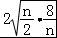 2√(n/2 • 8/n)